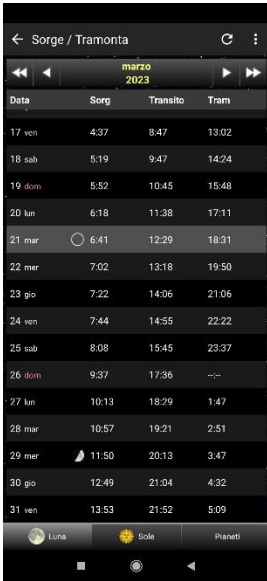 Sorge / Tramonta
marzo
2023
Data Sorg Transito Tram
17 ven 4:37 8:47 13:02
18 sab 5:19 9:47 14:24
19 dom 5:52 10:45 15:48
20 lun 6:18 11:38 17:11
21 mar 6:41 12:29 18:31
22 mer 7:02 13:18 19:50
23 gio 7:22 14:06 21:06
24 ven 7:44 14:55 22:22
25 sab 8:08 15:45 23:37
26 dom 9:37 17:36 --:--
27 lun 10:13 18:29 1:47
28 mar 10:57 19:21 2:51
29 mer 11:50 20:13 3:47
30 gio 12:49 21:04 4:32
31 ven 13:53 21:52 5:09
Luna Sole Pianeti